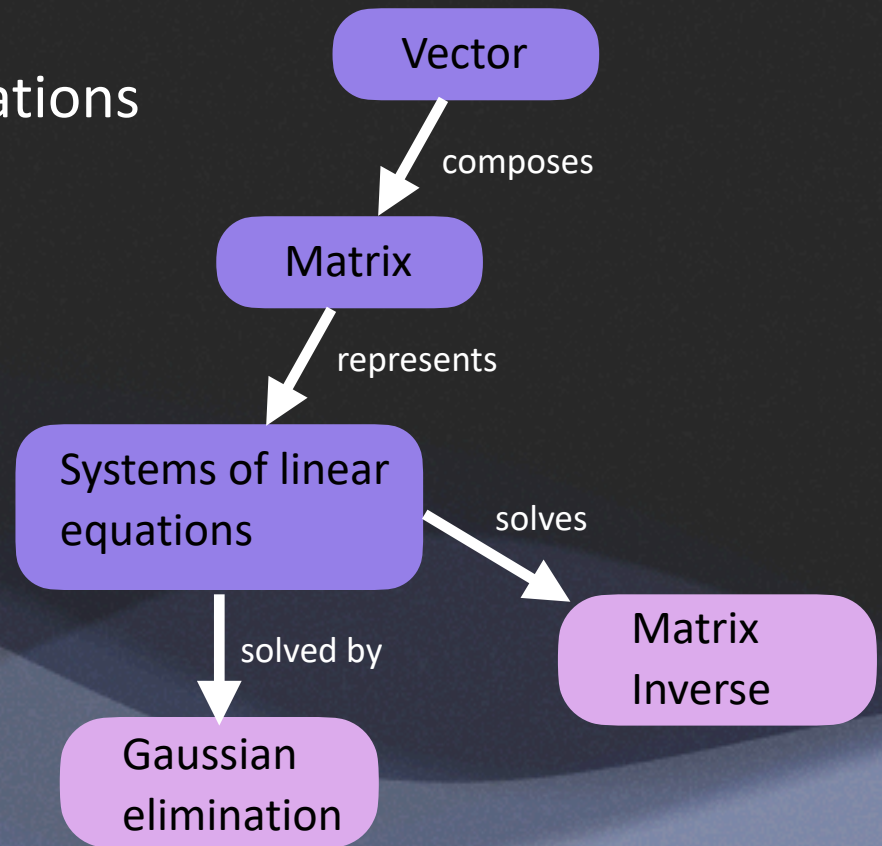 Vector
ations
composes
Matrix
represents
Systems of linear
equations
solves
Matrix
Inverse
solved by
Gaussian
elimination